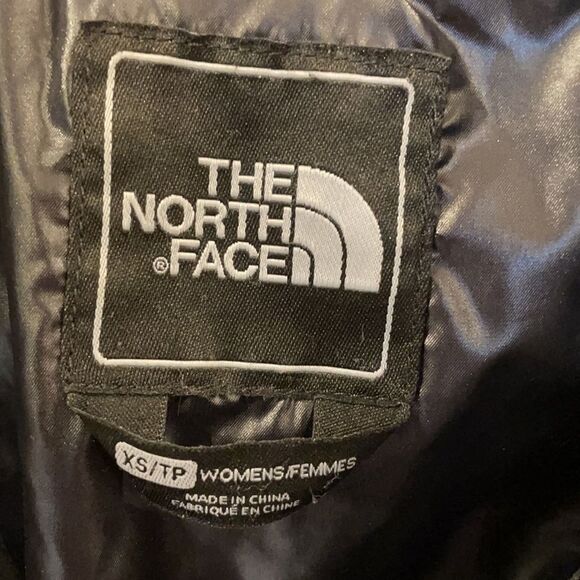 THE
NORTH
®FACE
XS/TP WOMENS/FEMMES
MADE IN CHINA
FABRIQUÉ EN CHINE